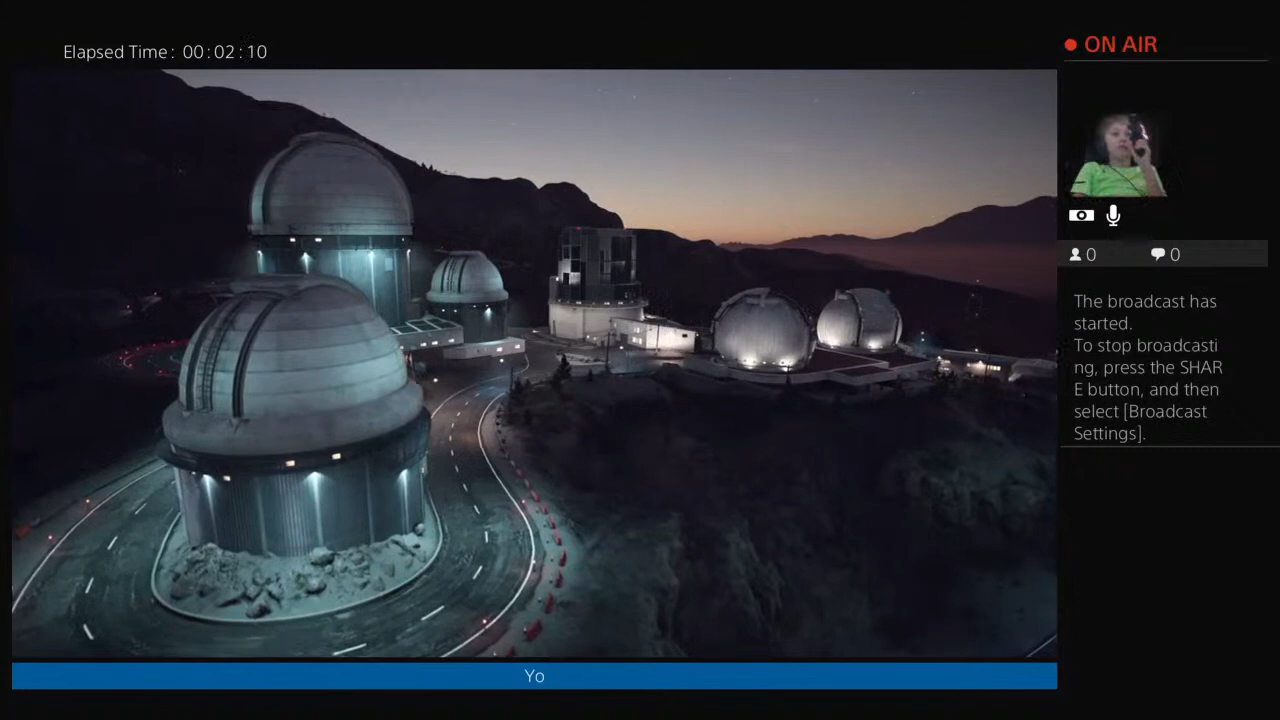 Elapsed Time: 00:02:10
ON AIR
0 0
The broadcast has
started.
To stop broadcasti
ng, press the SHAR
E button, and then
select [Broadcast
Settings].
Yo